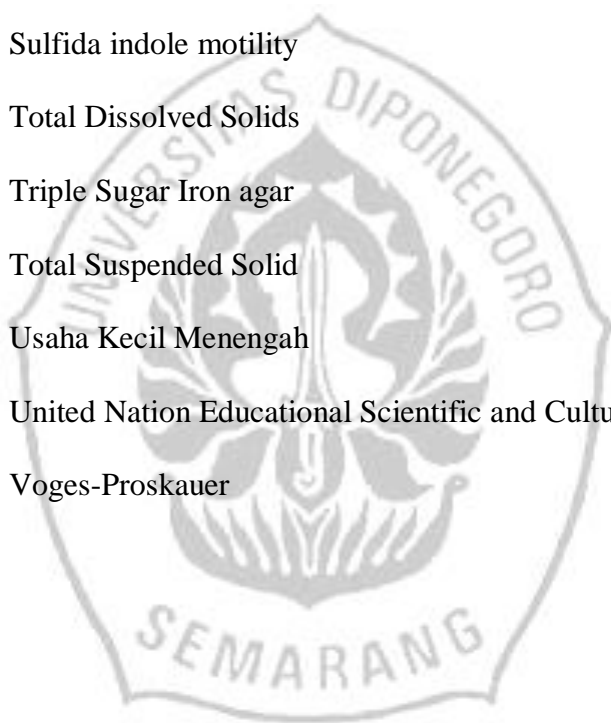 Sulfida indole motility
Total Dissolved Solids
Triple Sugar Iron agar
Total Suspended Solid
Usaha Kecil Menengah
United Nation Educational Scientific and Cultu
Voges-Proskauer
UNIVERSITAS DIPONEGORO
SEMARANG